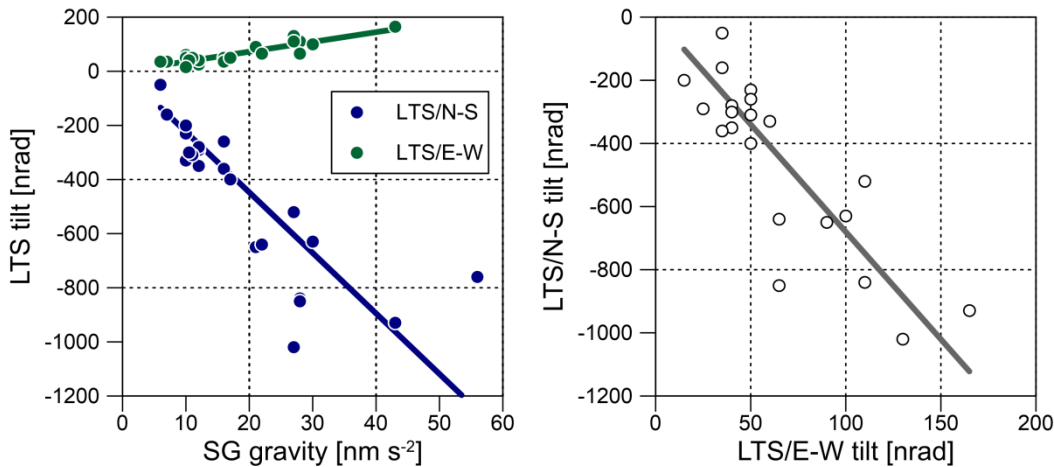 LTS tilt [nrad]
200
0
-200
-400
-600
-800
-1000
-1200
LTS/N-S
LTS/E-W
0 10 20 30 40 50 60
SG gravity [nm s⁻²]
LTS/N-S tilt [nrad]
0
-200
-400
-600
-800
-1000
-1200
0 50 100 150 200
LTS/E-W tilt [nrad]